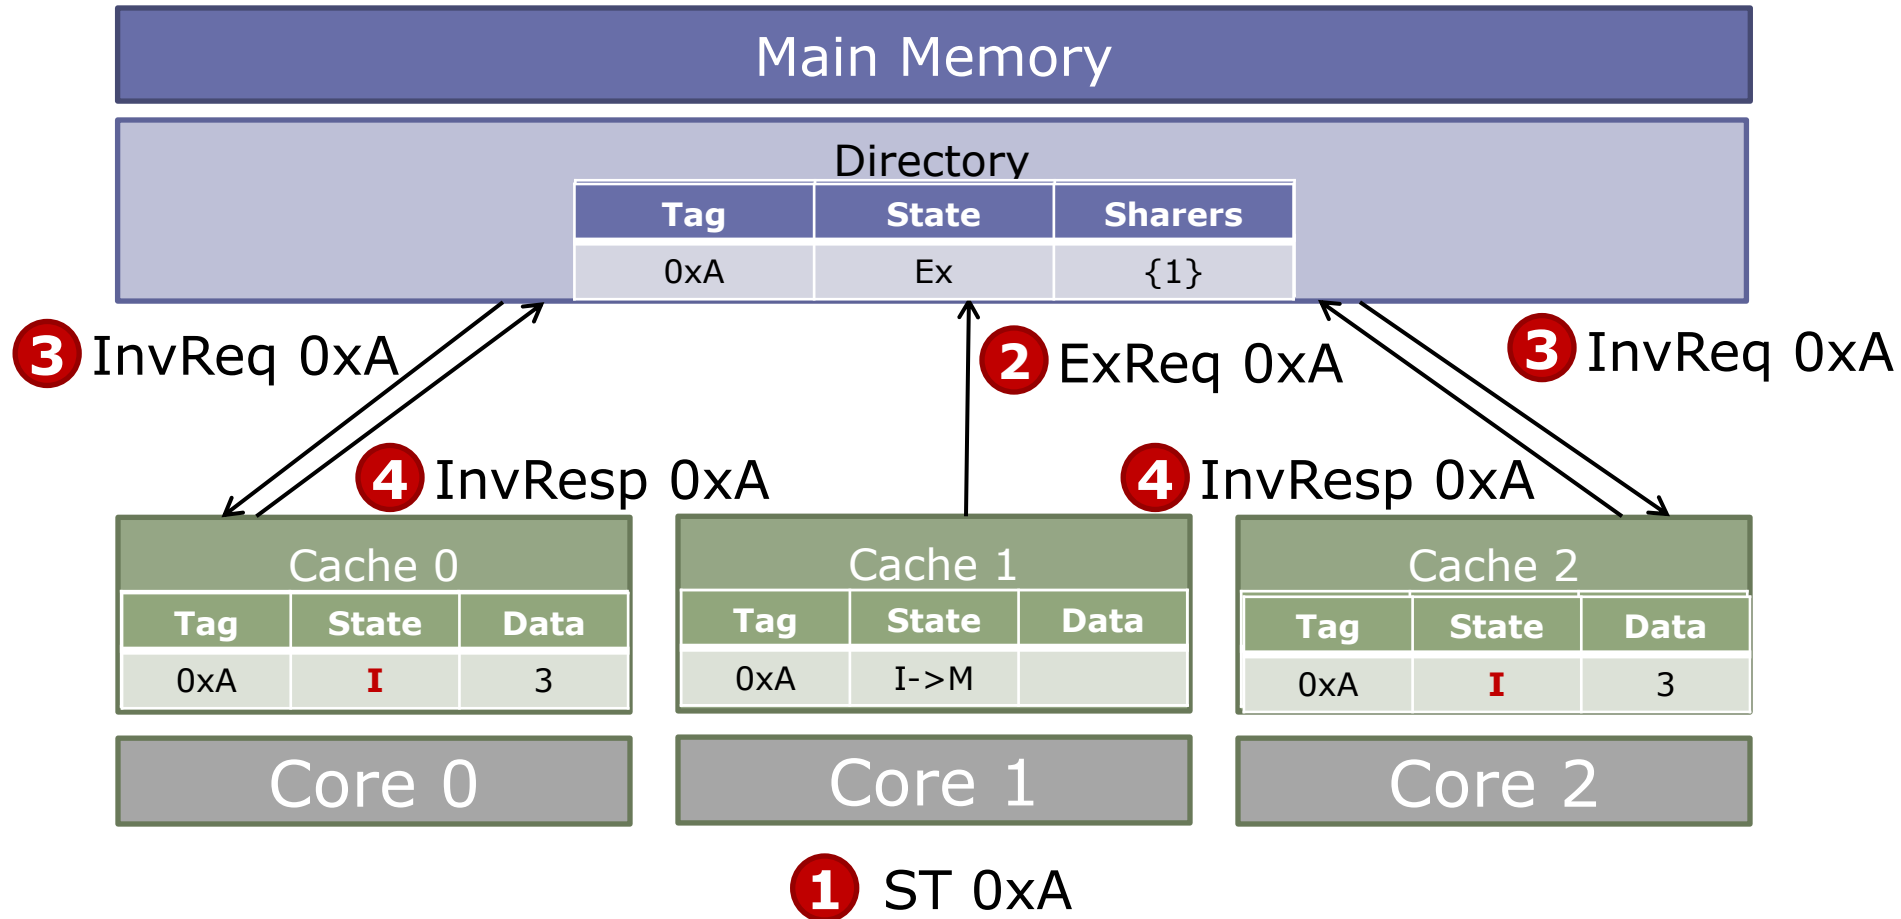 Main Memory
Directory
Tag State Sharers
0xA Ex {1}
3 InvReq 0xA
2 ExReq 0xA
3 InvReq 0xA
4 InvResp 0xA
4 InvResp 0xA
Cache 0
Tag State Data
0xA I 3
Cache 1
Tag State Data
0xA I->M
Cache 2
Tag State Data
0xA I 3
Core 0
Core 1
Core 2
1 ST 0xA